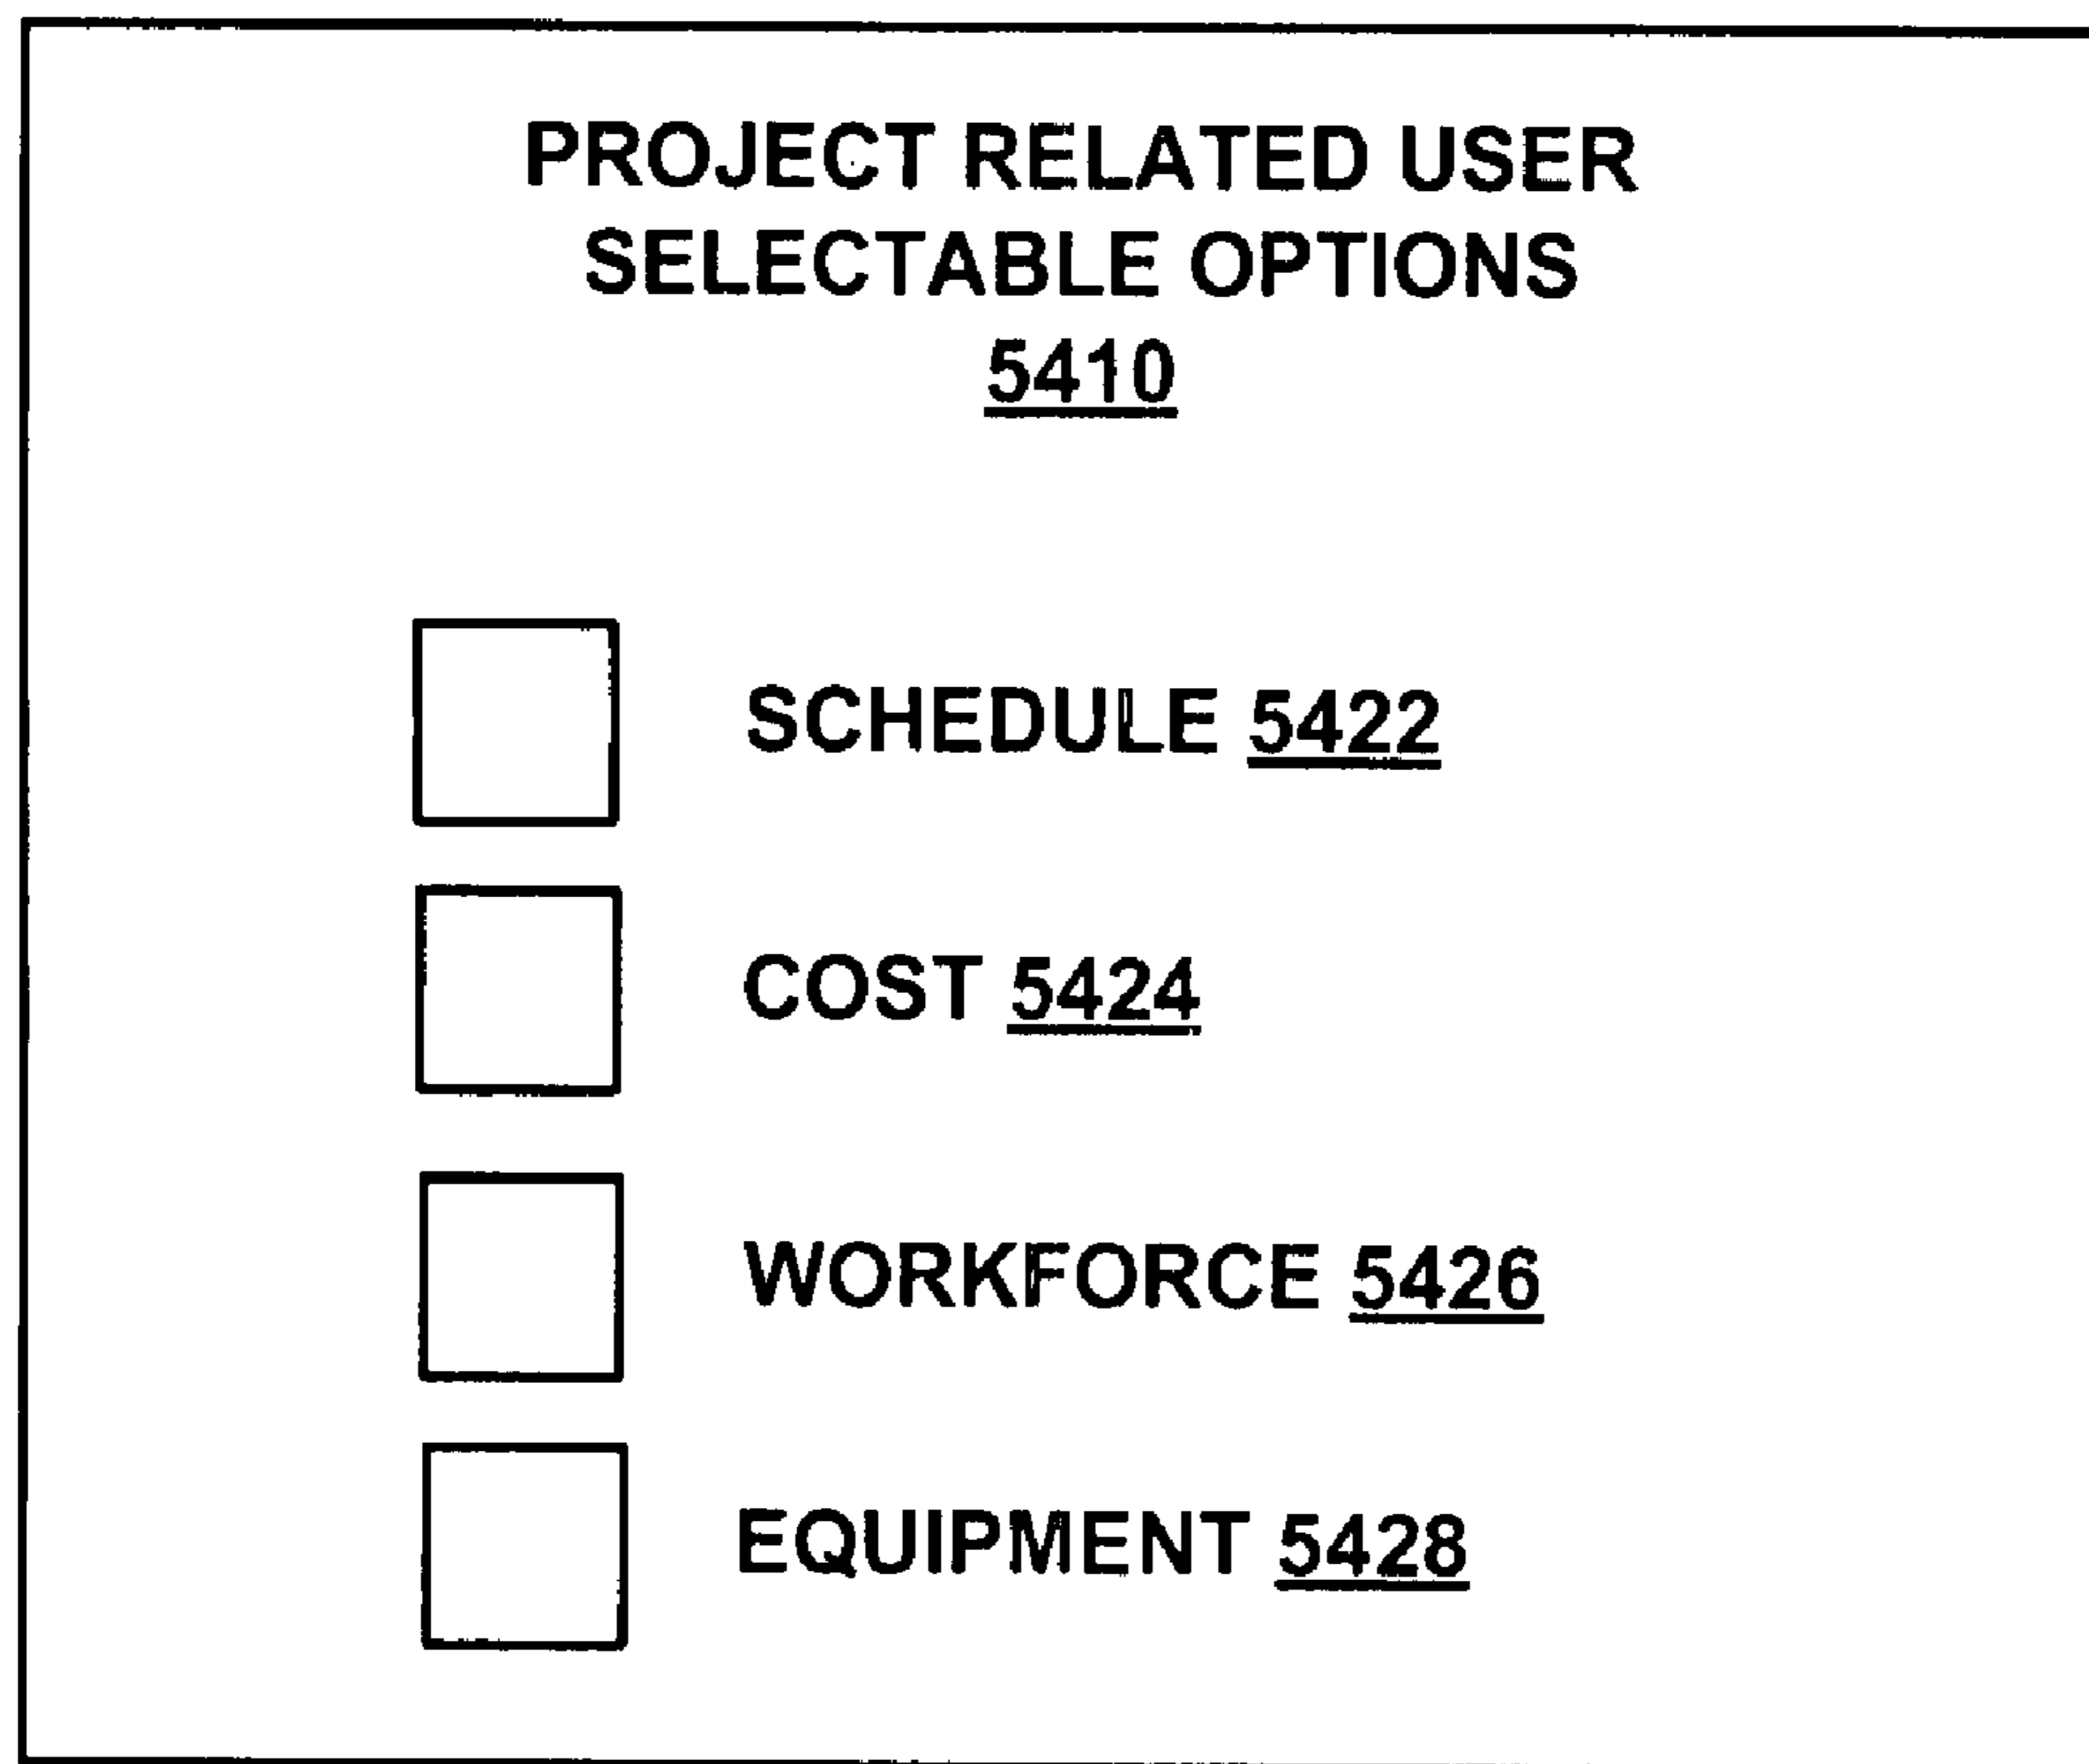 PROJECT RELATED USER
SELECTABLE OPTIONS
5410
SCHEDULE 5422
COST 5424
WORKFORCE 5426
EQUIPMENT 5428